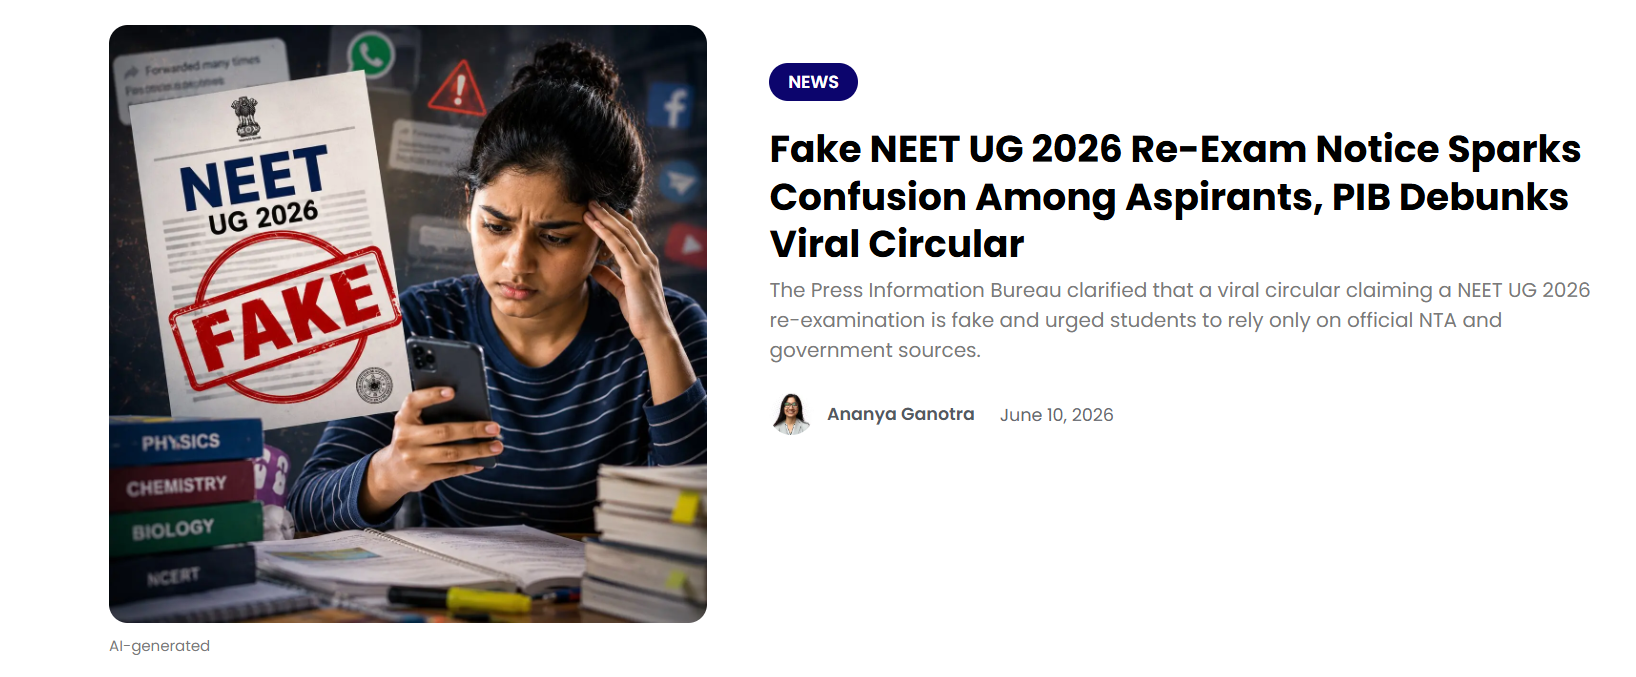 Forwarded many times
NEET
UG 2026
FAKE
PHYSICS
CHEMISTRY
BIOLOGY
NCERT
AI-generated
NEWS
Fake NEET UG 2026 Re-Exam Notice Sparks
Confusion Among Aspirants, PIB Debunks
Viral Circular
The Press Information Bureau clarified that a viral circular claiming a NEET UG 2026
re-examination is fake and urged students to rely only on official NTA and
government sources.
Ananya Ganotra June 10, 2026